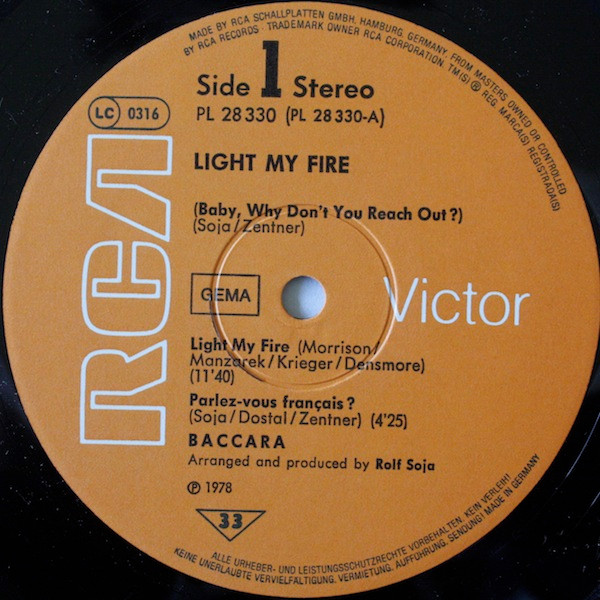 MADE BY RCA SCHALLPLATTEN GMBH, HAMBURG, GERMANY FROM MASTERS OWNED OR CONTROLLED
BY RCA RECORDS · TRADEMARK OWNER RCA CORPORATION. TM(S) ® REG. MARCA(S) REGISTRADA(S)
Side 1 Stereo
PL 28330 (PL 28330-A)
LC 0316
LIGHT MY FIRE
(Baby, Why Don't You Reach Out?)
(Soja/Zentner)
RCA
GEMA
Victor
Light My Fire (Morrison/
Manzarek/Krieger/Densmore)
(11'40)
Parlez-vous français?
(Soja/Dostal/Zentner) (4'25)
BACCARA
Arranged and produced by Rolf Soja
℗ 1978
33
ALLE URHEBER- UND LEISTUNGSSCHUTZRECHTE VORBEHALTEN. KEIN VERLEIH!
KEINE UNERLAUBTE VERVIELFÄLTIGUNG, VERMIETUNG, AUFFÜHRUNG, SENDUNG! MADE IN GERMANY